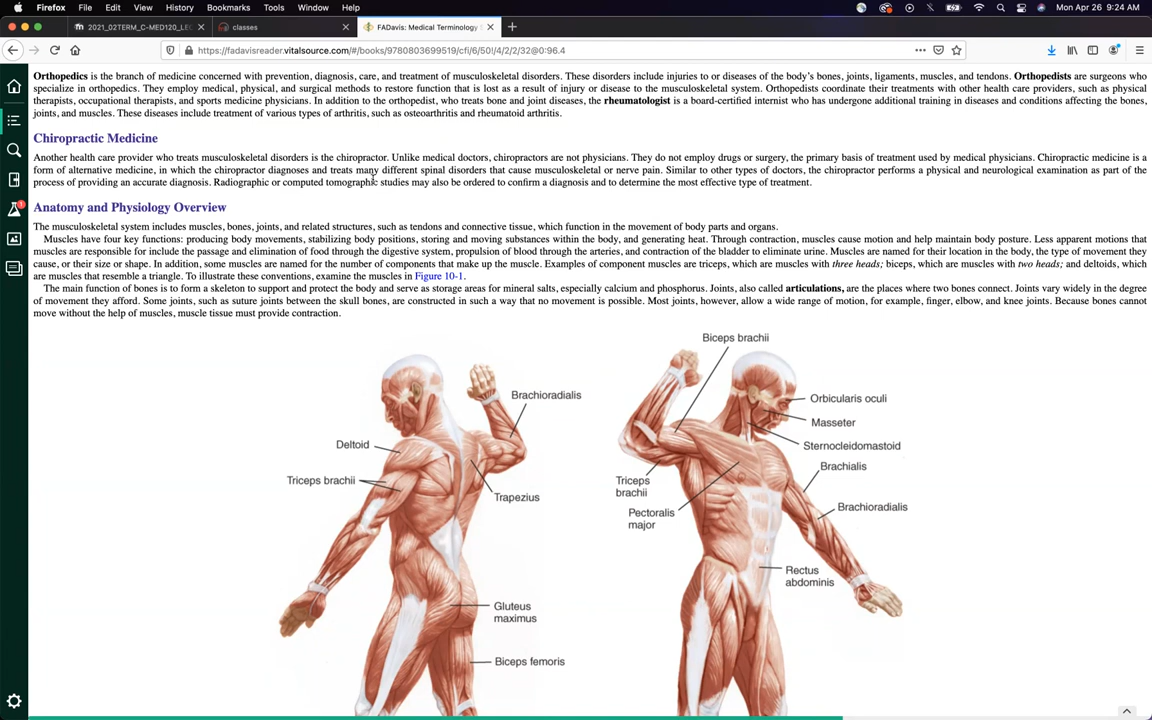 Firefox File Edit View History Bookmarks Tools Window Help Mon Apr 26 9:24 AM
2021_02TERM_C-MED120_LEC classes FADavis: Medical Terminology
https://fadavisreader.vitalsource.com/#/books/9780803699519/cfi/6/50!/4/2/2/32@0:96.4
Orthopedics is the branch of medicine concerned with prevention, diagnosis, care, and treatment of musculoskeletal disorders. These disorders include injuries to or diseases of the body's bones, joints, ligaments, muscles, and tendons. Orthopedists are surgeons who
specialize in orthopedics. They employ medical, physical, and surgical methods to restore function that is lost as a result of injury or disease to the musculoskeletal system. Orthopedists coordinate their treatments with other health care providers, such as physical
therapists, occupational therapists, and sports medicine physicians. In addition to the orthopedist, who treats bone and joint diseases, the rheumatologist is a board-certified internist who has undergone additional training in diseases and conditions affecting the bones,
joints, and muscles. These diseases include treatment of various types of arthritis, such as osteoarthritis and rheumatoid arthritis.
Chiropractic Medicine
Another health care provider who treats musculoskeletal disorders is the chiropractor. Unlike medical doctors, chiropractors are not physicians. They do not employ drugs or surgery, the primary basis of treatment used by medical physicians. Chiropractic medicine is a
form of alternative medicine, in which the chiropractor diagnoses and treats many different spinal disorders that cause musculoskeletal or nerve pain. Similar to other types of doctors, the chiropractor performs a physical and neurological examination as part of the
process of providing an accurate diagnosis. Radiographic or computed tomographic studies may also be ordered to confirm a diagnosis and to determine the most effective type of treatment.
Anatomy and Physiology Overview
The musculoskeletal system includes muscles, bones, joints, and related structures, such as tendons and connective tissue, which function in the movement of body parts and organs.
Muscles have four key functions: producing body movements, stabilizing body positions, storing and moving substances within the body, and generating heat. Through contraction, muscles cause motion and help maintain body posture. Less apparent motions that
muscles are responsible for include the passage and elimination of food through the digestive system, propulsion of blood through the arteries, and contraction of the bladder to eliminate urine. Muscles are named for their location in the body, the type of movement they
cause, or their size or shape. In addition, some muscles are named for the number of components that make up the muscle. Examples of component muscles are triceps, which are muscles with three heads; biceps, which are muscles with two heads; and deltoids, which
are muscles that resemble a triangle. To illustrate these conventions, examine the muscles in Figure 10-1.
The main function of bones is to form a skeleton to support and protect the body and serve as storage areas for mineral salts, especially calcium and phosphorus. Joints, also called articulations, are the places where two bones connect. Joints vary widely in the degree
of movement they afford. Some joints, such as suture joints between the skull bones, are constructed in such a way that no movement is possible. Most joints, however, allow a wide range of motion, for example, finger, elbow, and knee joints. Because bones cannot
move without the help of muscles, muscle tissue must provide contraction.
Brachioradialis
Deltoid
Triceps brachii
Trapezius
Gluteus
maximus
Biceps femoris
Biceps brachii
Orbicularis oculi
Masseter
Sternocleidomastoid
Brachialis
Triceps
brachii
Brachioradialis
Pectoralis
major
Rectus
abdominis